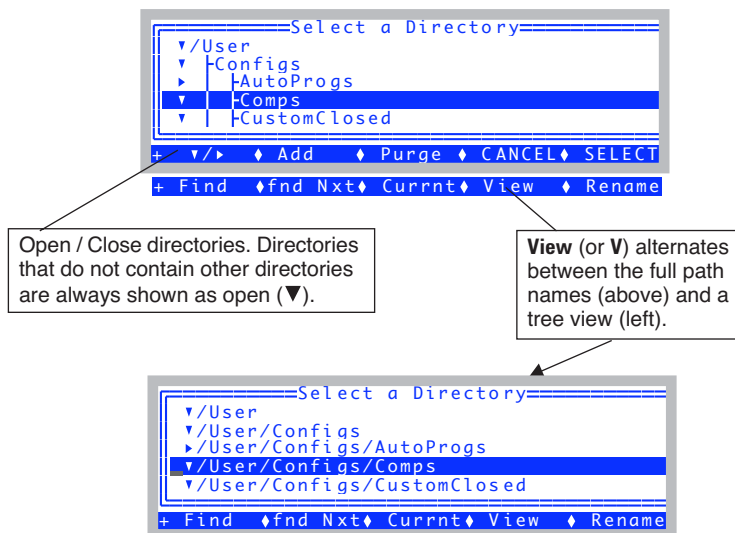 Select a Directory
▼/User
▼ ├Configs
▶ │ ├AutoProgs
▼ │ ├Comps
▼ │ ├CustomClosed
+ ▼/▶ ♦ Add ♦ Purge ♦ CANCEL♦ SELECT
+ Find ♦fnd Nxt♦ Currnt♦ View ♦ Rename
Open / Close directories. Directories
that do not contain other directories
are always shown as open (▼).
View (or V) alternates
between the full path
names (above) and a
tree view (left).
Select a Directory
▼/User
▼/User/Configs
▶/User/Configs/AutoProgs
▼/User/Configs/Comps
▼/User/Configs/CustomClosed
+ Find ♦fnd Nxt♦ Currnt♦ View ♦ Rename